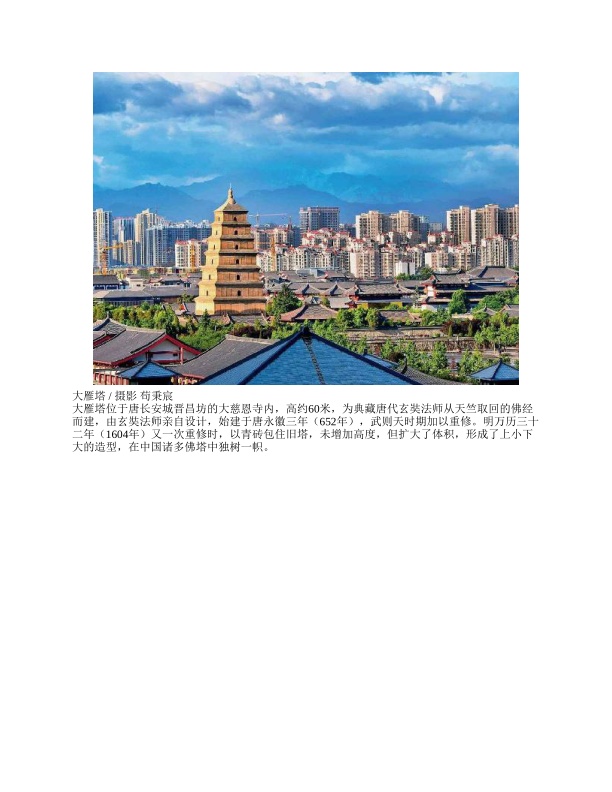 大雁塔 / 摄影 苟秉宸
大雁塔位于唐长安城晋昌坊的大慈恩寺内，高约60米，为典藏唐代玄奘法师从天竺取回的佛经
而建，由玄奘法师亲自设计，始建于唐永徽三年（652年），武则天时期加以重修。明万历三十
二年（1604年）又一次重修时，以青砖包住旧塔，未增加高度，但扩大了体积，形成了上小下
大的造型，在中国诸多佛塔中独树一帜。